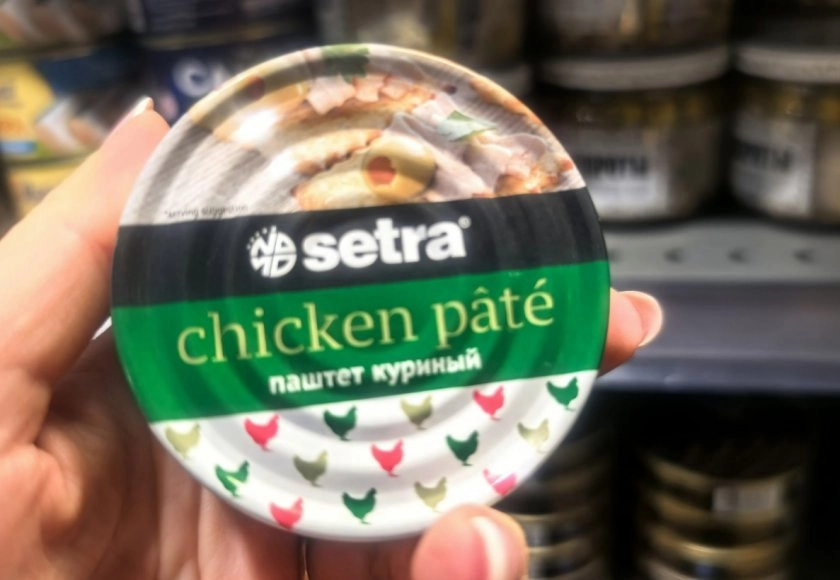 *serving suggestion
setra®
chicken pâté
паштет куриный